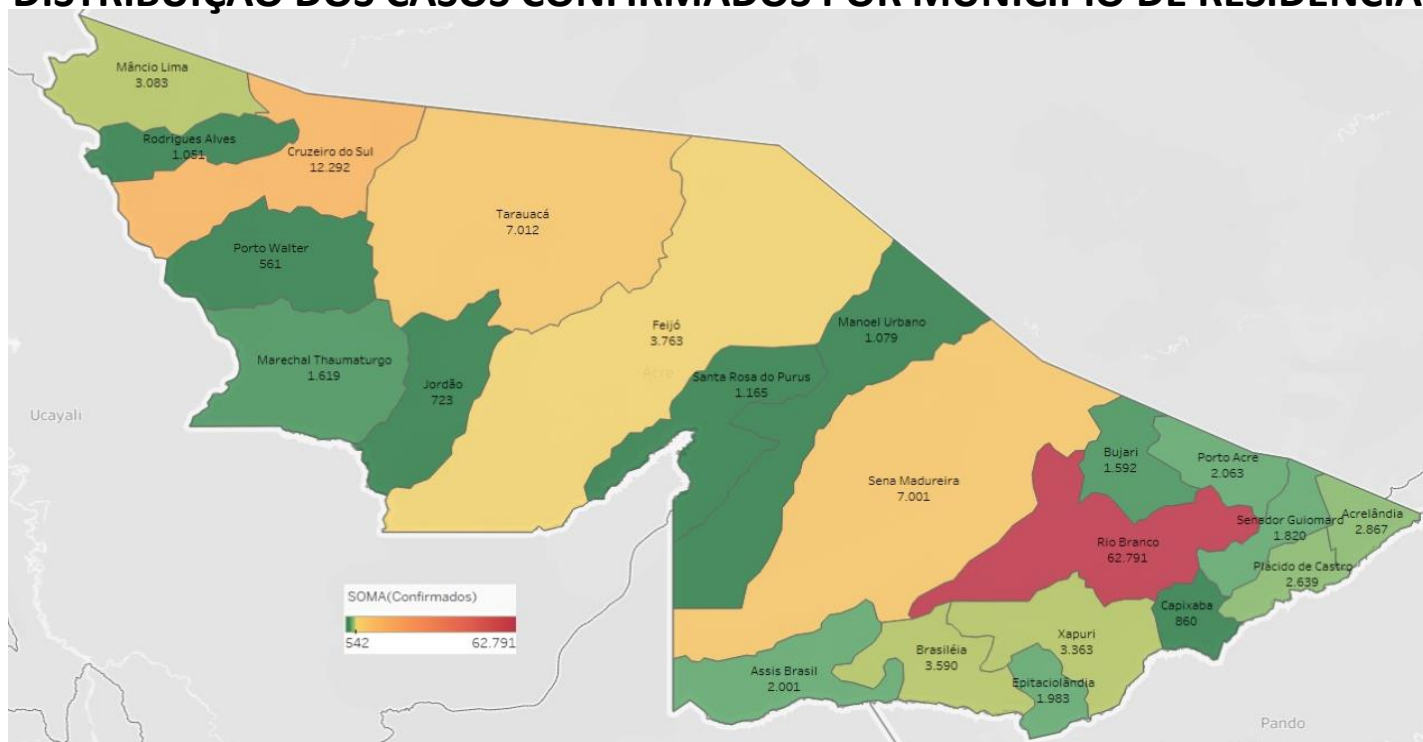 DISTRIBUIÇÃO DOS CASOS CONFIRMADOS POR MUNICÍPIO DE RESIDÊNCIA
Mâncio Lima
3.083
Rodrigues Alves
1.051
Cruzeiro do Sul
12.292
Tarauacá
7.012
Porto Walter
561
Feijó
3.763
Manoel Urbano
1.079
Marechal Thaumaturgo
1.619
Acre
Santa Rosa do Purus
1.165
Jordão
723
Ucayali
Sena Madureira
7.001
Bujari
1.592
Porto Acre
2.063
Senador Guiomard
1.820
Acrelândia
2.867
Rio Branco
62.791
Plácido de Castro
2.639
SOMA(Confirmados)
542
62.791
Capixaba
860
Xapuri
3.363
Brasiléia
3.590
Assis Brasil
2.001
Epitaciolândia
1.983
Pando